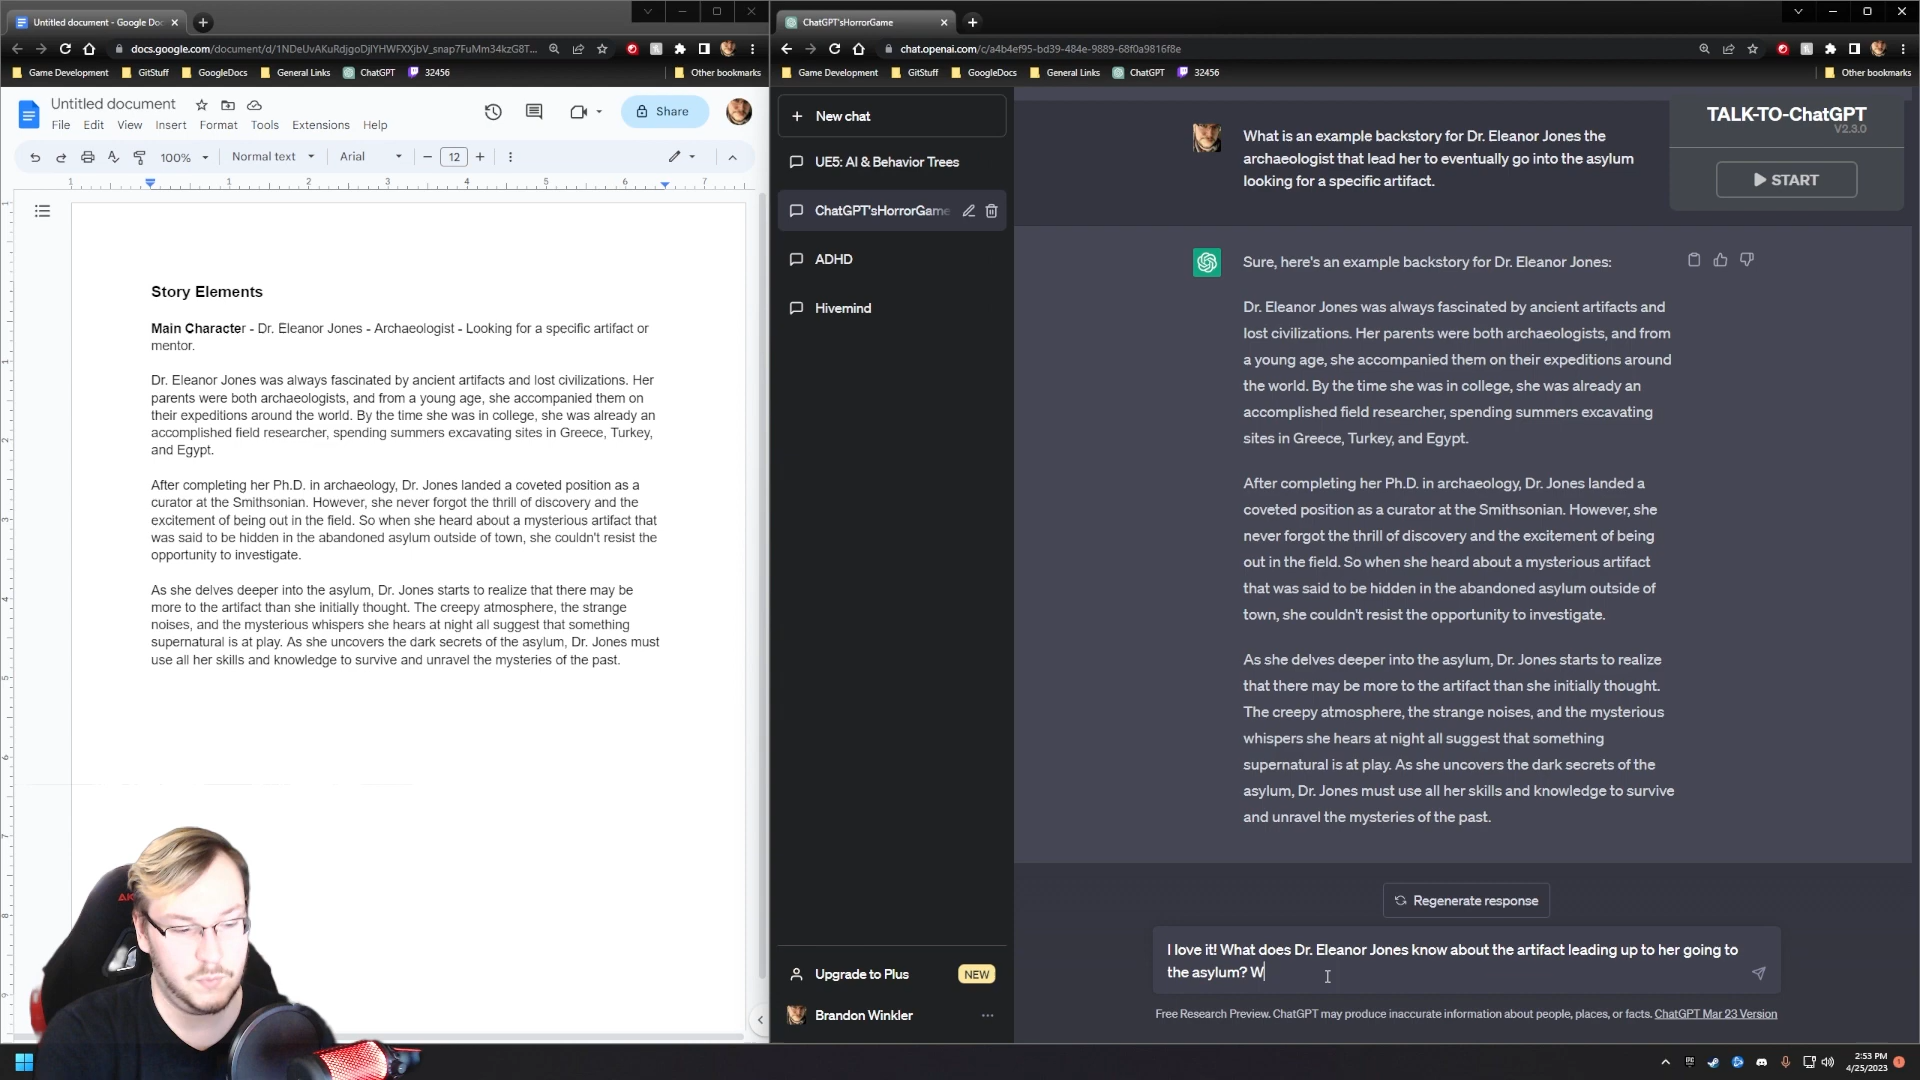 Untitled document - Google Doc
docs.google.com/document/d/1NDeUvAKuRdjgoDjIYHWFXXjbV_snap7FuMm34kzG8T...
Game Development
GitStuff
GoogleDocs
General Links
ChatGPT
32456
Other bookmarks
Untitled document
File
Edit
View
Insert
Format
Tools
Extensions
Help
Share
100%
Normal text
Arial
12
1
1
2
3
4
5
6
7
Story Elements
Main Character - Dr. Eleanor Jones - Archaeologist - Looking for a specific artifact or
mentor.
Dr. Eleanor Jones was always fascinated by ancient artifacts and lost civilizations. Her
parents were both archaeologists, and from a young age, she accompanied them on
their expeditions around the world. By the time she was in college, she was already an
accomplished field researcher, spending summers excavating sites in Greece, Turkey,
and Egypt.
After completing her Ph.D. in archaeology, Dr. Jones landed a coveted position as a
curator at the Smithsonian. However, she never forgot the thrill of discovery and the
excitement of being out in the field. So when she heard about a mysterious artifact that
was said to be hidden in the abandoned asylum outside of town, she couldn't resist the
opportunity to investigate.
As she delves deeper into the asylum, Dr. Jones starts to realize that there may be
more to the artifact than she initially thought. The creepy atmosphere, the strange
noises, and the mysterious whispers she hears at night all suggest that something
supernatural is at play. As she uncovers the dark secrets of the asylum, Dr. Jones must
use all her skills and knowledge to survive and unravel the mysteries of the past.
ChatGPT'sHorrorGame
chat.openai.com/c/a4b4ef95-bd39-484e-9889-68f0a9816f8e
Game Development
GitStuff
GoogleDocs
General Links
ChatGPT
32456
Other bookmarks
New chat
UE5: AI & Behavior Trees
ChatGPT'sHorrorGame
ADHD
Hivemind
Upgrade to Plus
NEW
Brandon Winkler
TALK-TO-ChatGPT
V2.3.0
START
What is an example backstory for Dr. Eleanor Jones the
archaeologist that lead her to eventually go into the asylum
looking for a specific artifact.
Sure, here's an example backstory for Dr. Eleanor Jones:
Dr. Eleanor Jones was always fascinated by ancient artifacts and
lost civilizations. Her parents were both archaeologists, and from
a young age, she accompanied them on their expeditions around
the world. By the time she was in college, she was already an
accomplished field researcher, spending summers excavating
sites in Greece, Turkey, and Egypt.
After completing her Ph.D. in archaeology, Dr. Jones landed a
coveted position as a curator at the Smithsonian. However, she
never forgot the thrill of discovery and the excitement of being
out in the field. So when she heard about a mysterious artifact
that was said to be hidden in the abandoned asylum outside of
town, she couldn't resist the opportunity to investigate.
As she delves deeper into the asylum, Dr. Jones starts to realize
that there may be more to the artifact than she initially thought.
The creepy atmosphere, the strange noises, and the mysterious
whispers she hears at night all suggest that something
supernatural is at play. As she uncovers the dark secrets of the
asylum, Dr. Jones must use all her skills and knowledge to survive
and unravel the mysteries of the past.
Regenerate response
I love it! What does Dr. Eleanor Jones know about the artifact leading up to her going to
the asylum? W
Free Research Preview. ChatGPT may produce inaccurate information about people, places, or facts. ChatGPT Mar 23 Version
2:53 PM
4/25/2023